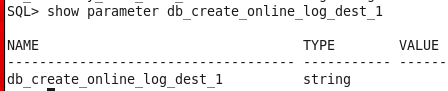 SQL> show parameter db_create_online_log_dest_1
NAME                                 TYPE        VALUE
------------------------------------ ----------- ------
db_create_online_log_dest_1          string